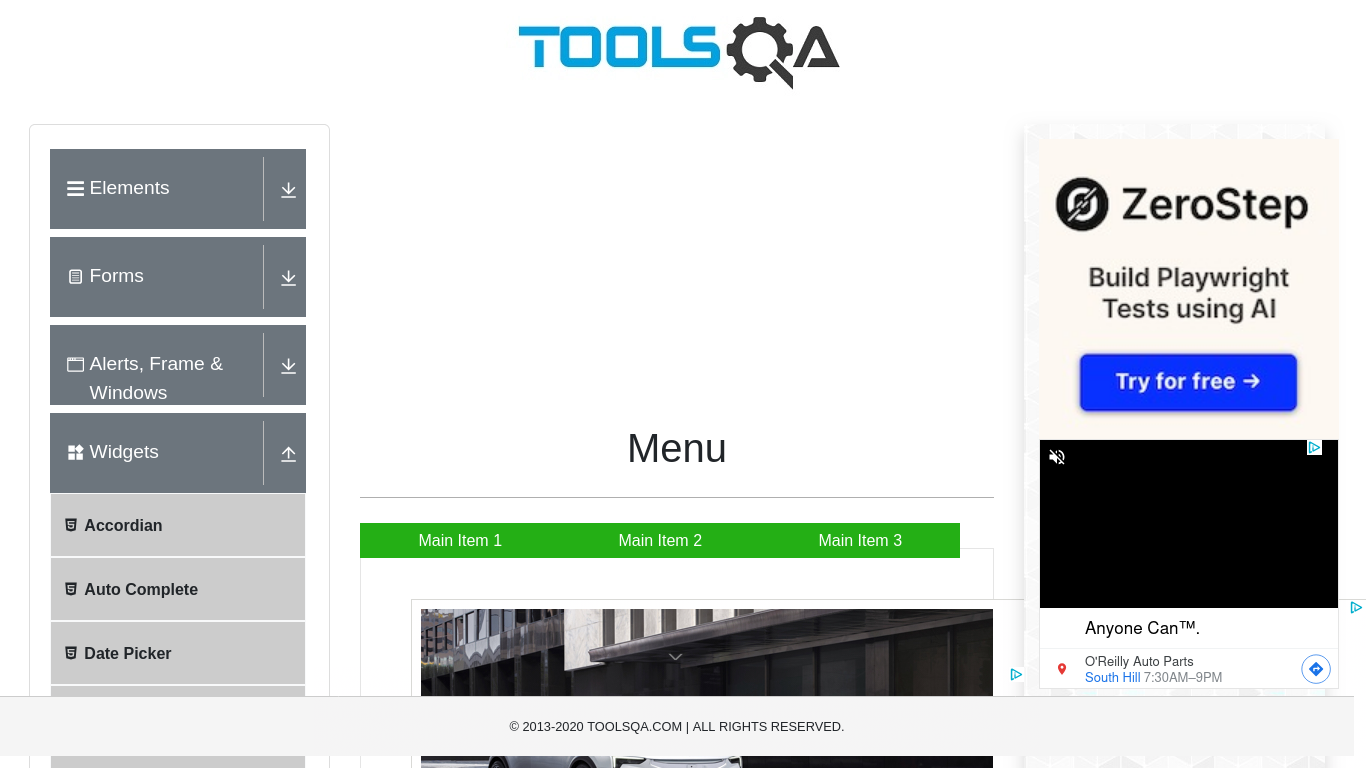 TOOLSQA
Elements
Forms
Alerts, Frame &
Windows
Widgets
Accordian
Auto Complete
Date Picker
Menu
Main Item 1
Main Item 2
Main Item 3
ZeroStep
Build Playwright
Tests using AI
Try for free →
Anyone Can™.
O'Reilly Auto Parts
South Hill 7:30AM–9PM
© 2013-2020 TOOLSQA.COM | ALL RIGHTS RESERVED.